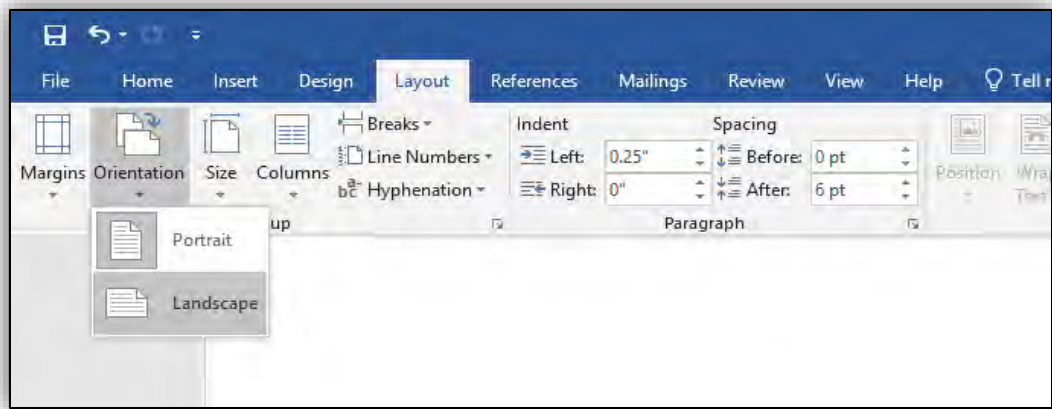 File Home Insert Design Layout References Mailings Review View Help Tell
Breaks Indent Spacing
Line Numbers Left: 0.25" Before: 0 pt
Margins Orientation Size Columns Position
Hyphenation Right: 0" After: 6 pt
up Paragraph
Portrait
Landscape